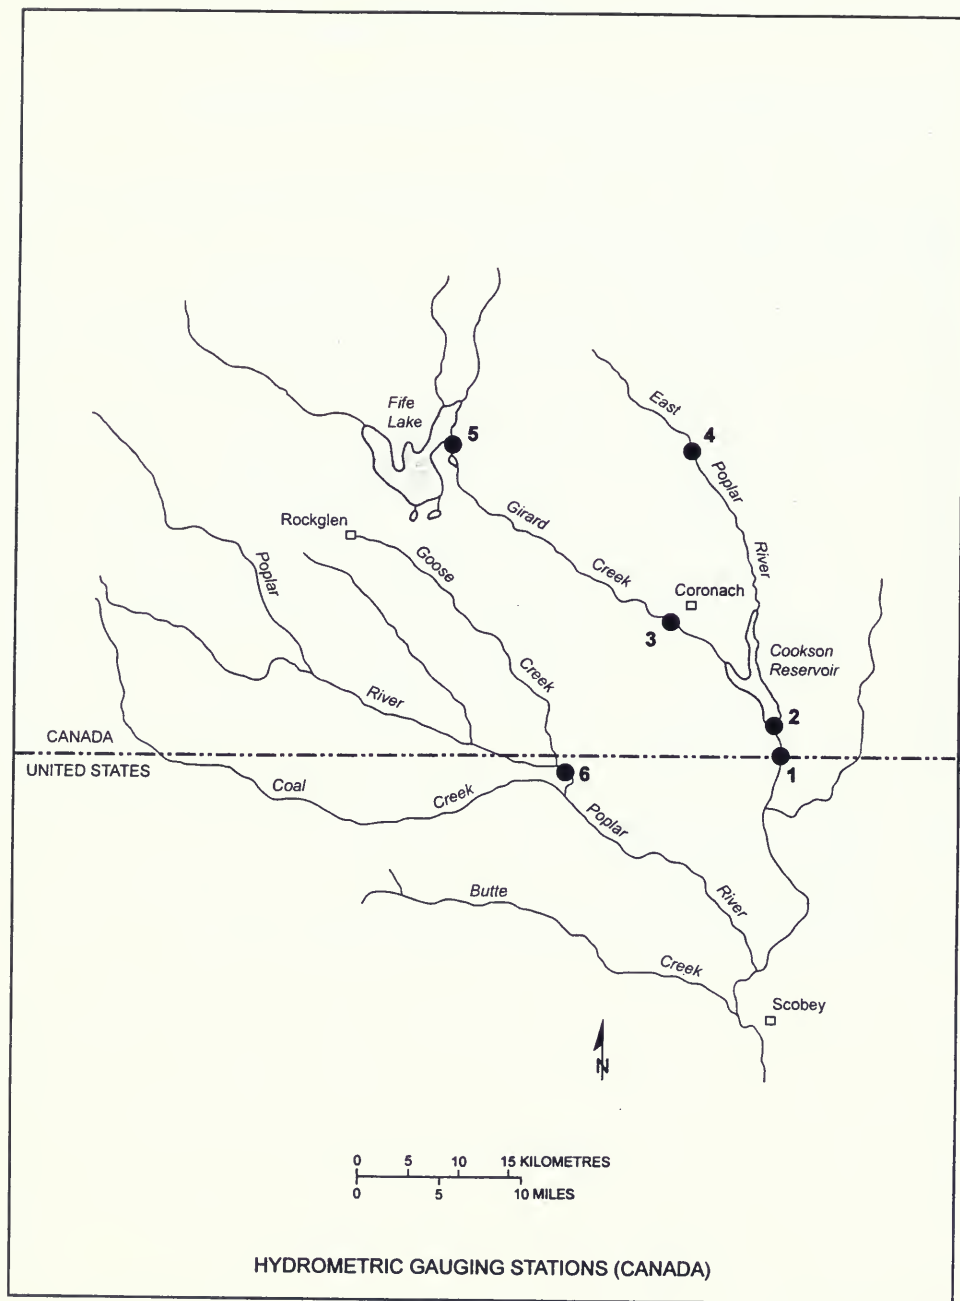 Fife
Lake
5
East
4
Poplar
River
Rockglen
Goose
Creek
Girard
Creek
Coronach
3
Cookson
Reservoir
Poplar
River
2
CANADA
UNITED STATES
1
6
Coal
Creek
Poplar
River
Butte
Creek
Scobey
N
0 5 10 15 KILOMETRES
0 5 10 MILES
HYDROMETRIC GAUGING STATIONS (CANADA)